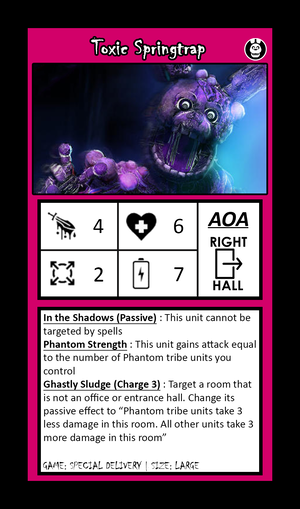 Toxic Springtrap
4
6
AOA
RIGHT
HALL
2
7
In the Shadows (Passive) : This unit cannot be
targeted by spells
Phantom Strength : This unit gains attack equal
to the number of Phantom tribe units you
control
Ghastly Sludge (Charge 3) : Target a room that
is not an office or entrance hall. Change its
passive effect to “Phantom tribe units take 3
less damage in this room. All other units take 3
more damage in this room”
GAME: SPECIAL DELIVERY | SIZE: LARGE